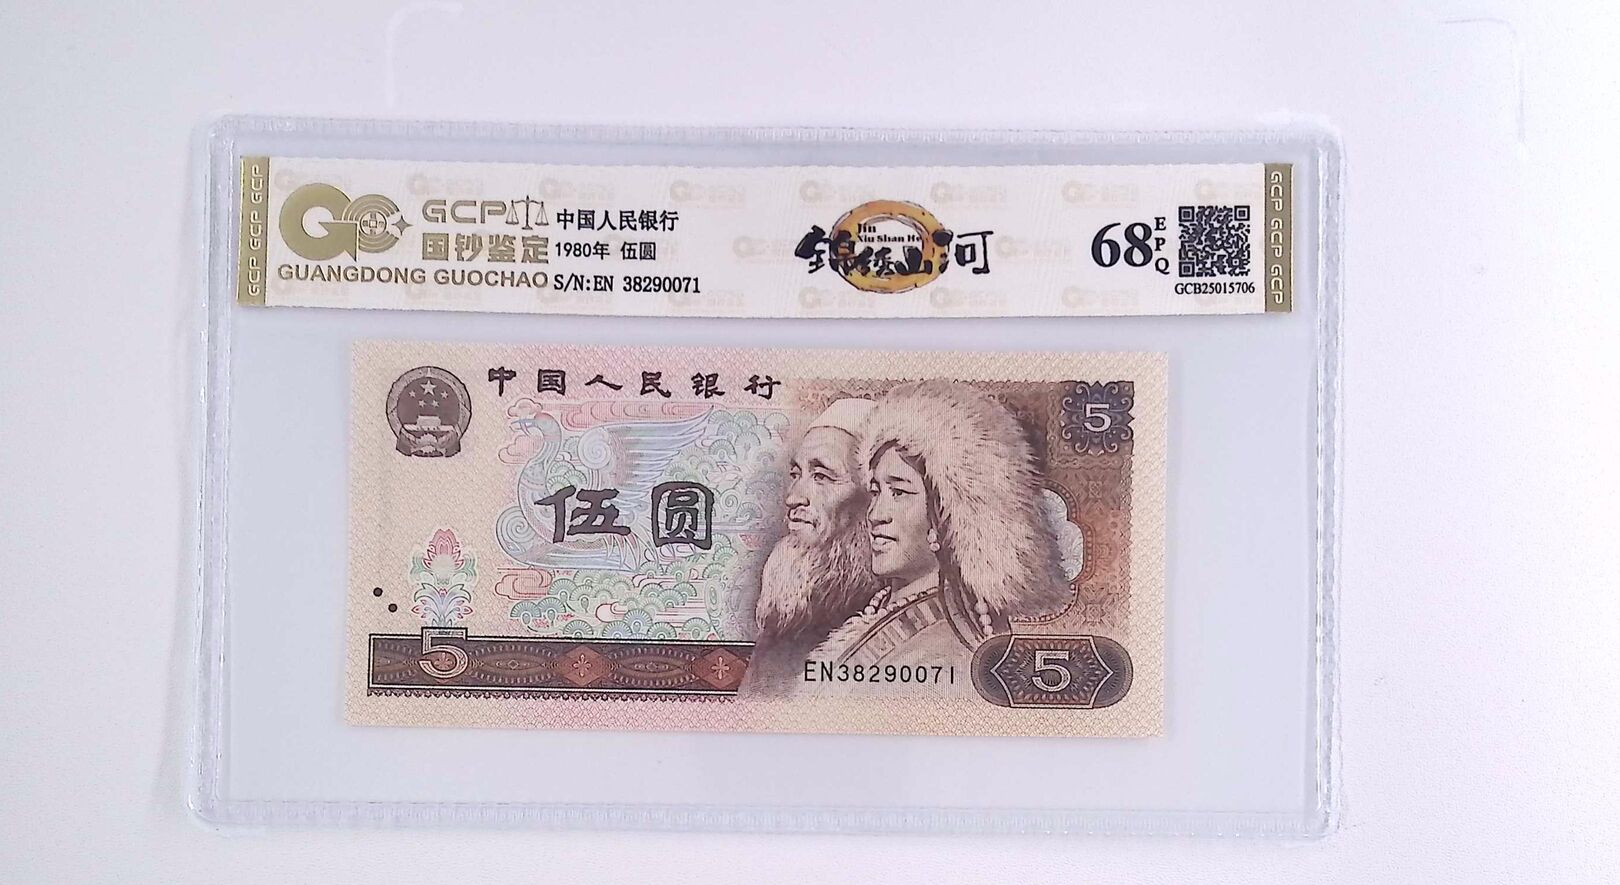 GCP GCP GCP
GCP
国钞鉴定
GUANGDONG GUOCHAO
中国人民银行
1980年 伍圆
S/N:EN 38290071
Jin
Xiu Shan He
锦绣山河
68
EPQ
GCB25015706
GCP GCP GCP
中国人民银行
5
伍圆
5
EN38290071
5